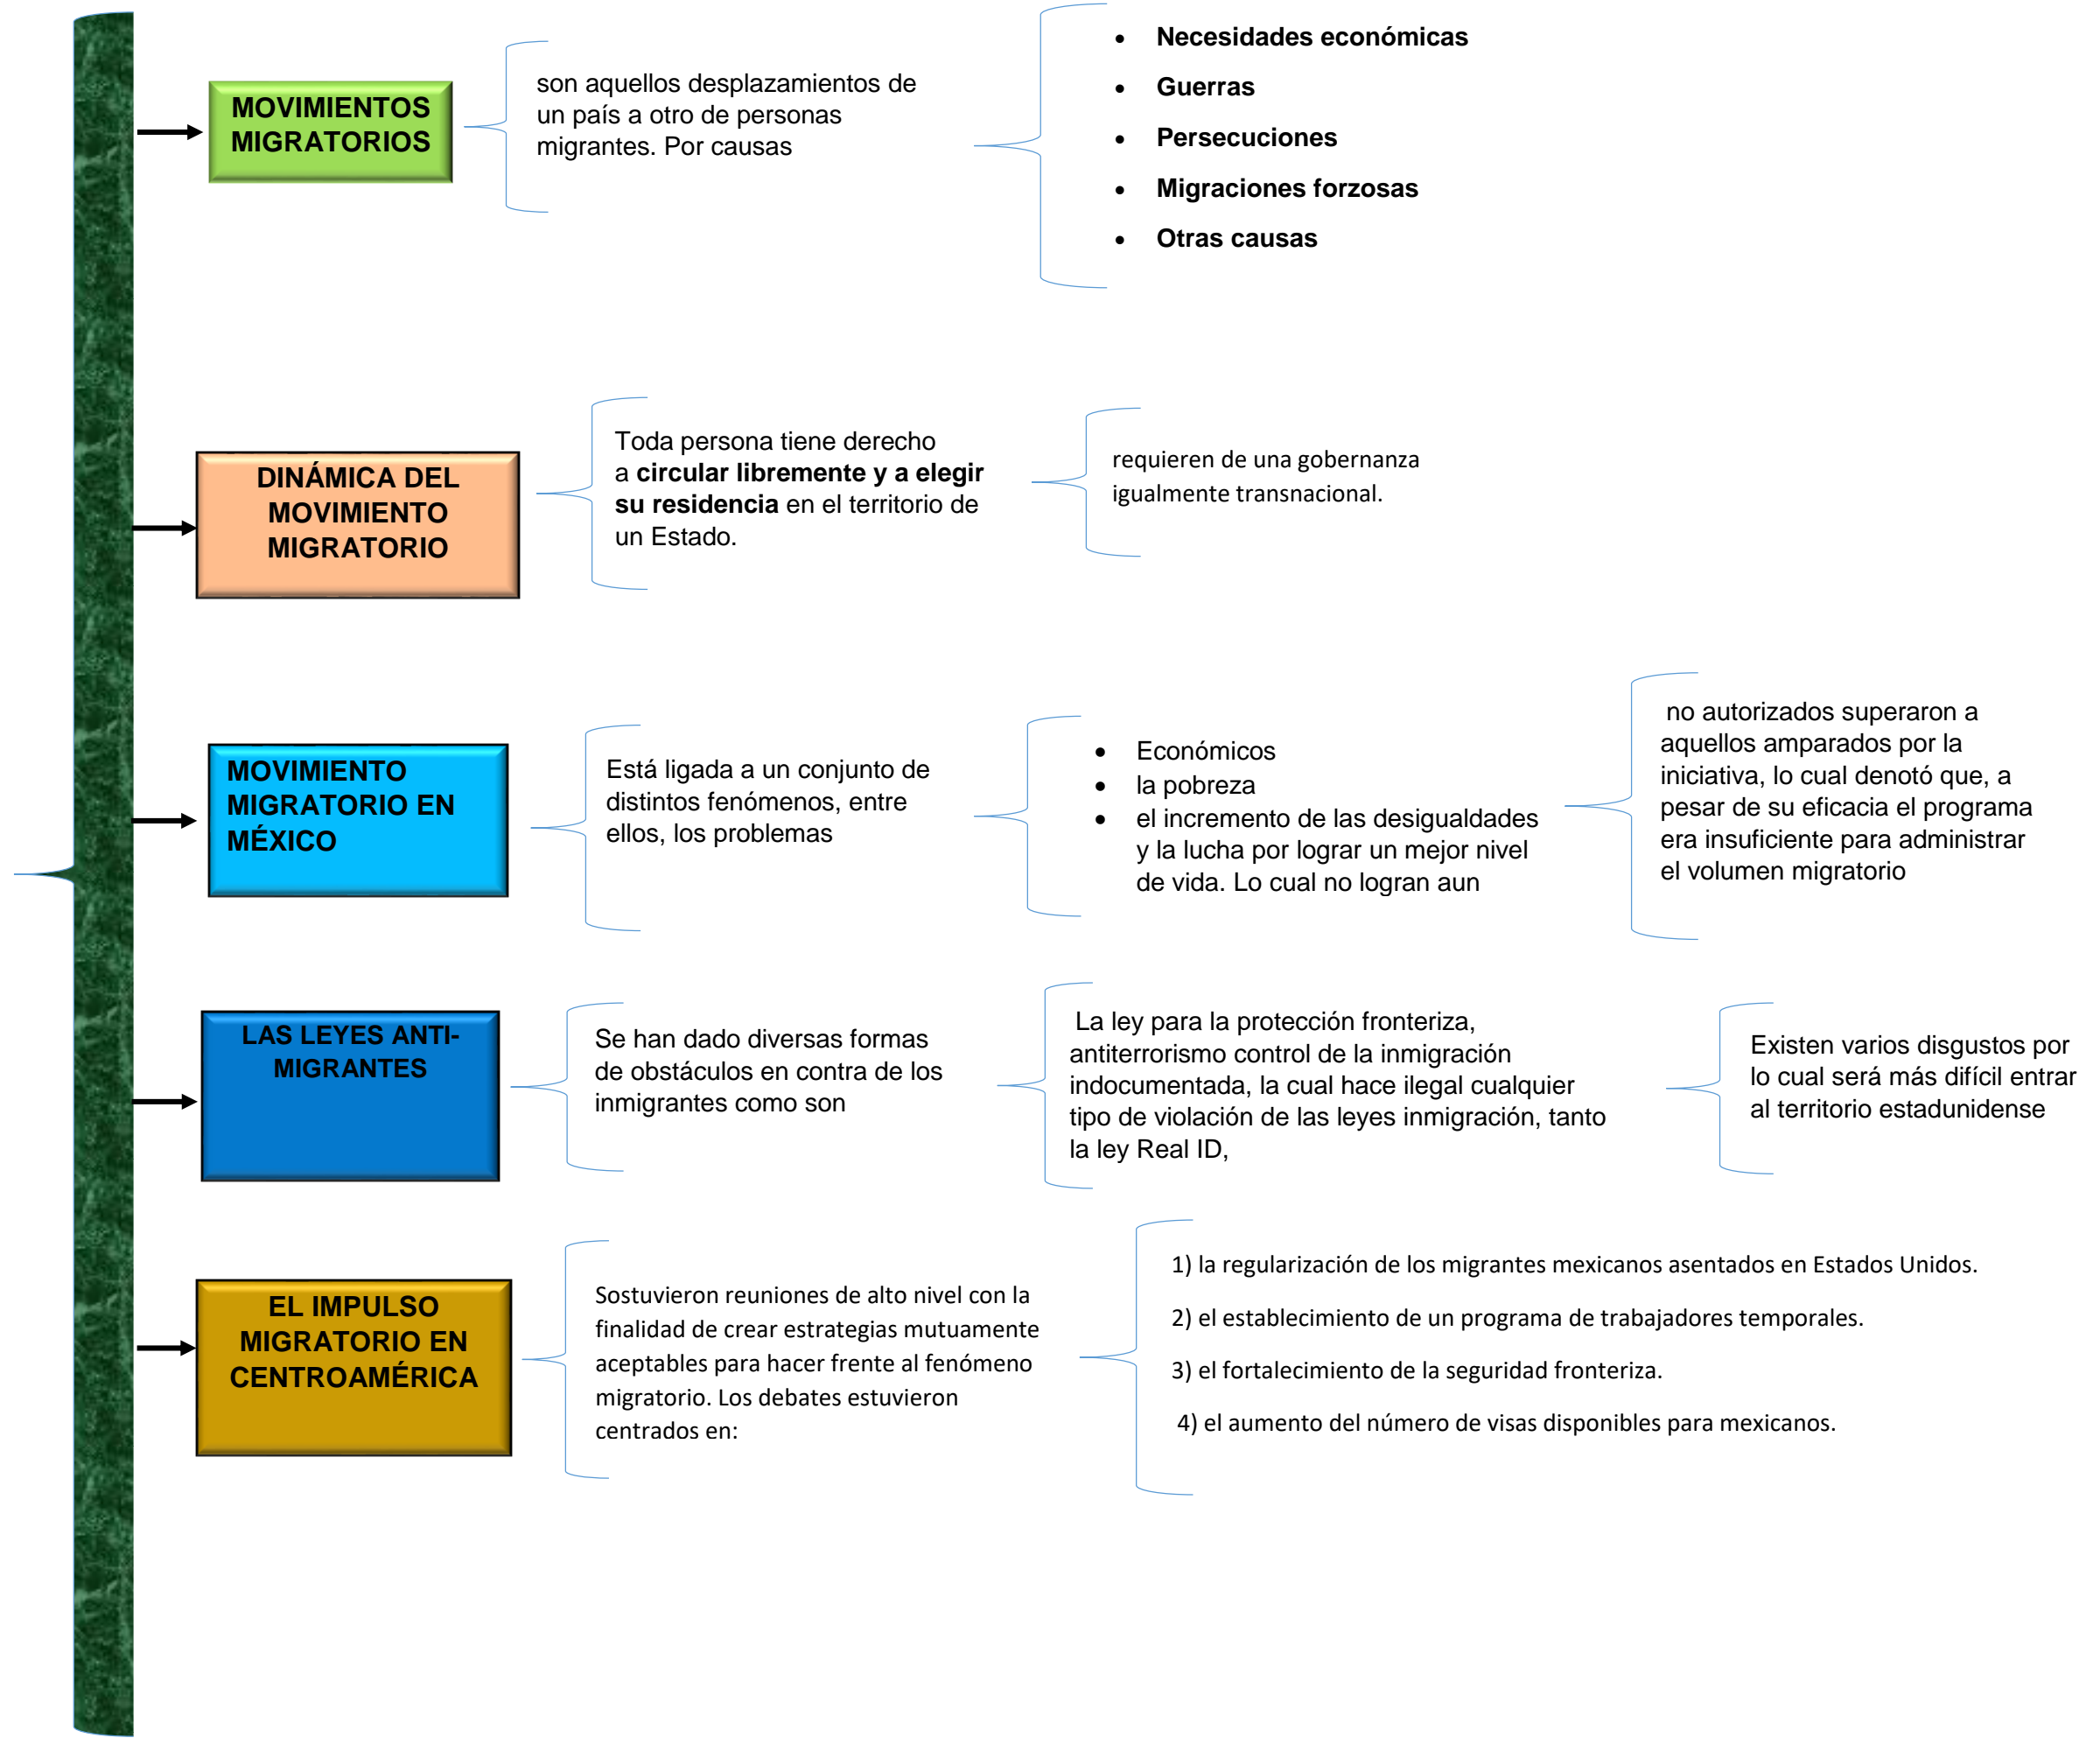 MOVIMIENTOS
MIGRATORIOS
son aquellos desplazamientos de
un país a otro de personas
migrantes. Por causas
• Necesidades económicas
• Guerras
• Persecuciones
• Migraciones forzosas
• Otras causas
DINÁMICA DEL
MOVIMIENTO
MIGRATORIO
Toda persona tiene derecho
a circular libremente y a elegir
su residencia en el territorio de
un Estado.
requieren de una gobernanza
igualmente transnacional.
MOVIMIENTO
MIGRATORIO EN
MÉXICO
Está ligada a un conjunto de
distintos fenómenos, entre
ellos, los problemas
• Económicos
• la pobreza
• el incremento de las desigualdades
y la lucha por lograr un mejor nivel
de vida. Lo cual no logran aun
no autorizados superaron a
aquellos amparados por la
iniciativa, lo cual denotó que, a
pesar de su eficacia el programa
era insuficiente para administrar
el volumen migratorio
LAS LEYES ANTI-
MIGRANTES
Se han dado diversas formas
de obstáculos en contra de los
inmigrantes como son
La ley para la protección fronteriza,
antiterrorismo control de la inmigración
indocumentada, la cual hace ilegal cualquier
tipo de violación de las leyes inmigración, tanto
la ley Real ID,
Existen varios disgustos por
lo cual será más difícil entrar
al territorio estadunidense
EL IMPULSO
MIGRATORIO EN
CENTROAMÉRICA
Sostuvieron reuniones de alto nivel con la
finalidad de crear estrategias mutuamente
aceptables para hacer frente al fenómeno
migratorio. Los debates estuvieron
centrados en:
1) la regularización de los migrantes mexicanos asentados en Estados Unidos.
2) el establecimiento de un programa de trabajadores temporales.
3) el fortalecimiento de la seguridad fronteriza.
4) el aumento del número de visas disponibles para mexicanos.